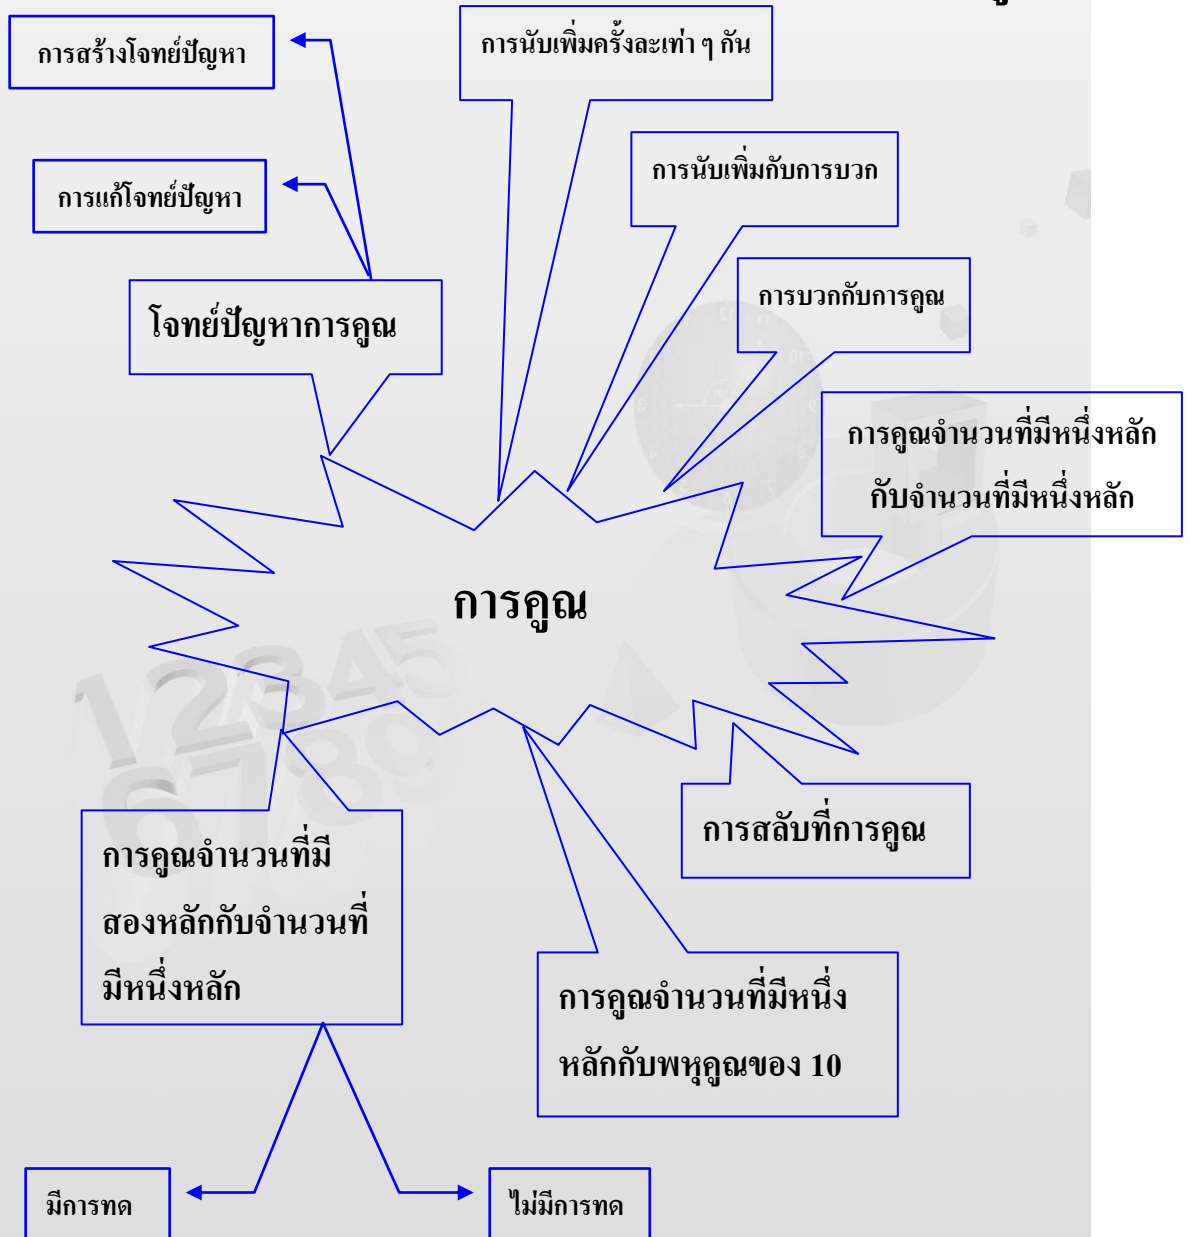 การสร้างโจทย์ปัญหา
การนับเพิ่มครั้งละเท่า ๆ กัน
การแก้โจทย์ปัญหา
การนับเพิ่มกับการบวก
โจทย์ปัญหาการคูณ
การบวกกับการคูณ
การคูณจำนวนที่มีหนึ่งหลัก
กับจำนวนที่มีหนึ่งหลัก
การคูณ
การสลับที่การคูณ
การคูณจำนวนที่มี
สองหลักกับจำนวนที่
มีหนึ่งหลัก
การคูณจำนวนที่มีหนึ่ง
หลักกับพหุคูณของ 10
มีการทด
ไม่มีการทด
12345
6789